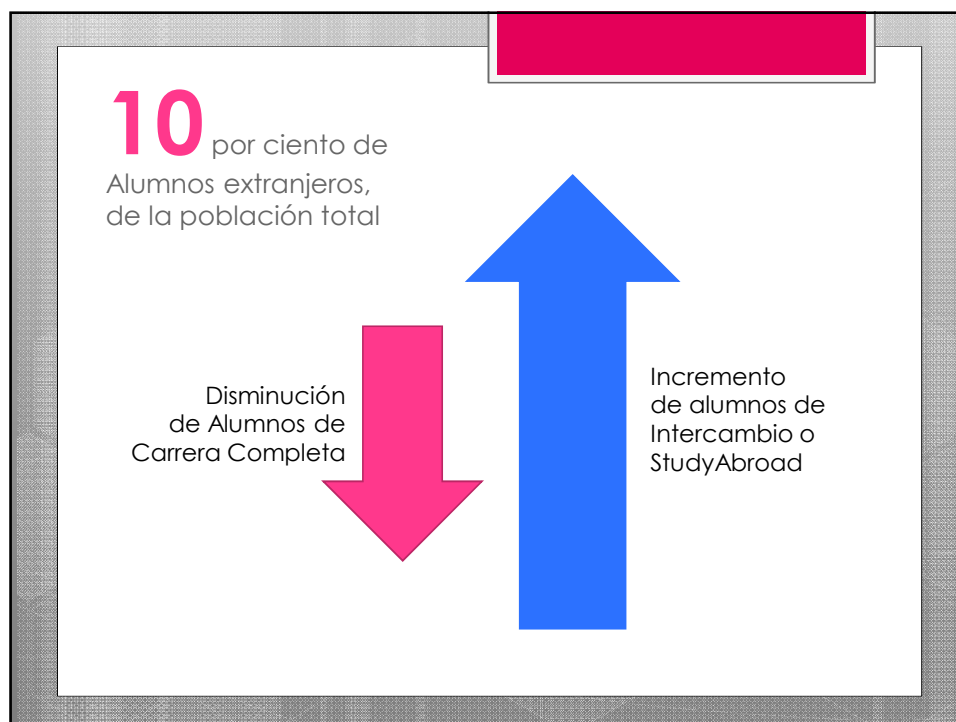 10 por ciento de
Alumnos extranjeros,
de la población total
Disminución
de Alumnos de
Carrera Completa
Incremento
de alumnos de
Intercambio o
StudyAbroad